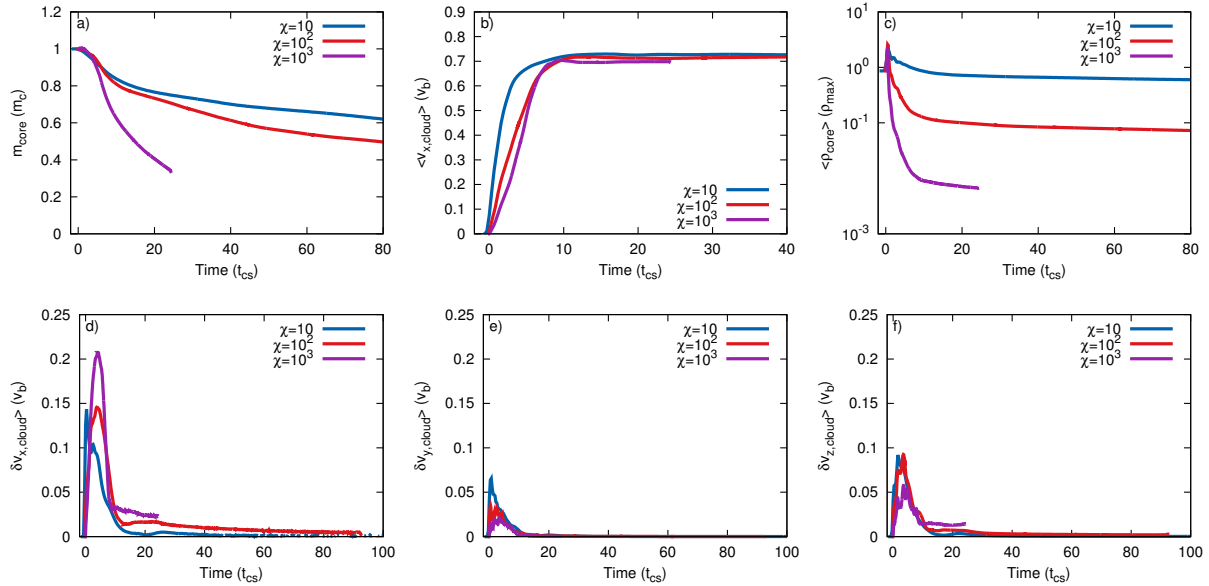 a)
χ=10
χ=10²
χ=10³
m_core (m_c)
1.2
1
0.8
0.6
0.4
0.2
0
0 20 40 60 80
Time (t_cs)
b)
χ=10
χ=10²
χ=10³
<v_x,cloud> (v_b)
0.9
0.8
0.7
0.6
0.5
0.4
0.3
0.2
0.1
0
0 10 20 30 40
Time (t_cs)
c)
χ=10
χ=10²
χ=10³
<ρ_core> (ρ_max)
10¹
10⁰
10⁻¹
10⁻³
0 20 40 60 80
Time (t_cs)
d)
χ=10
χ=10²
χ=10³
δv_x,cloud> (v_b)
0.25
0.2
0.15
0.1
0.05
0
0 20 40 60 80 100
Time (t_cs)
e)
χ=10
χ=10²
χ=10³
δv_y,cloud> (v_b)
0.25
0.2
0.15
0.1
0.05
0
0 20 40 60 80 100
Time (t_cs)
f)
χ=10
χ=10²
χ=10³
δv_z,cloud> (v_b)
0.25
0.2
0.15
0.1
0.05
0
0 20 40 60 80 100
Time (t_cs)